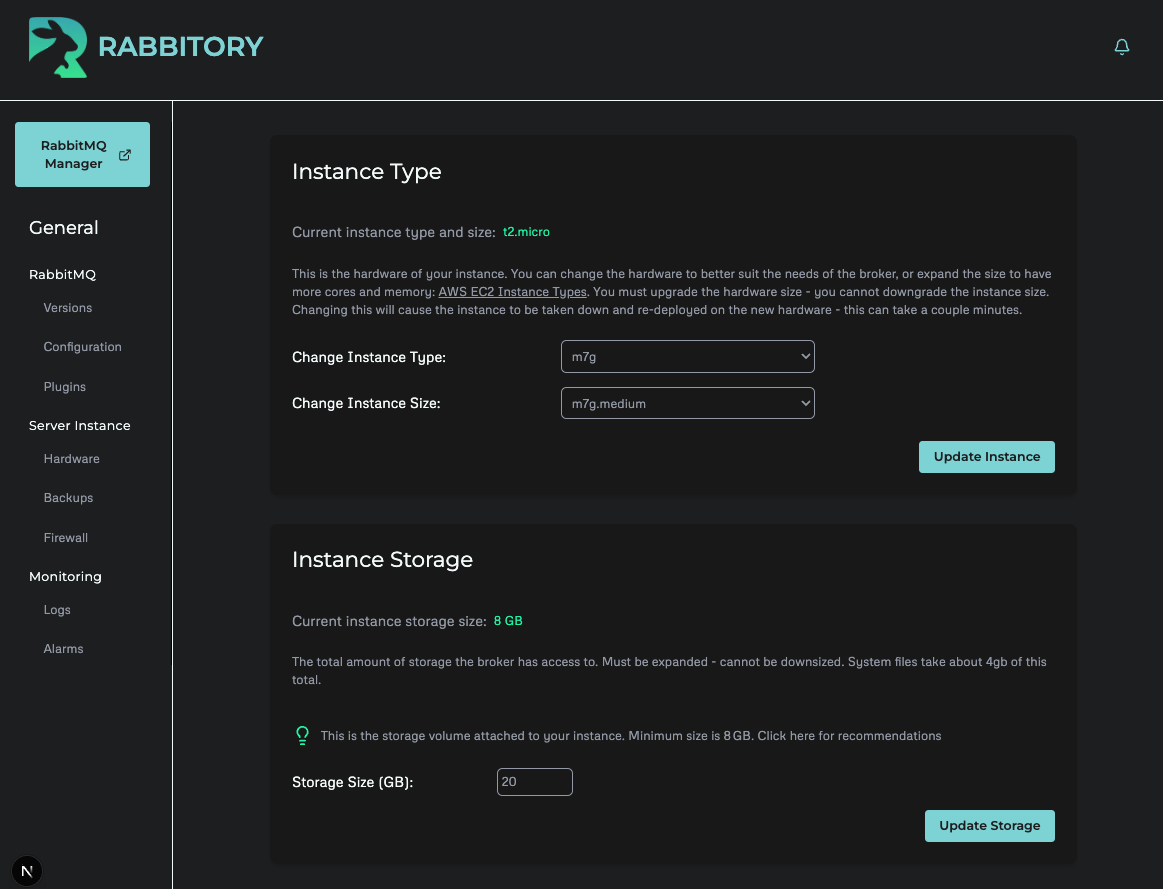 RABBITORY
RabbitMQ
Manager
General
RabbitMQ
Versions
Configuration
Plugins
Server Instance
Hardware
Backups
Firewall
Monitoring
Logs
Alarms
N
Instance Type
Current instance type and size: t2.micro
This is the hardware of your instance. You can change the hardware to better suit the needs of the broker, or expand the size to have
more cores and memory: AWS EC2 Instance Types. You must upgrade the hardware size - you cannot downgrade the instance size.
Changing this will cause the instance to be taken down and re-deployed on the new hardware - this can take a couple minutes.
Change Instance Type: m7g
Change Instance Size: m7g.medium
Update Instance
Instance Storage
Current instance storage size: 8 GB
The total amount of storage the broker has access to. Must be expanded - cannot be downsized. System files take about 4gb of this
total.
This is the storage volume attached to your instance. Minimum size is 8GB. Click here for recommendations
Storage Size (GB): 20
Update Storage